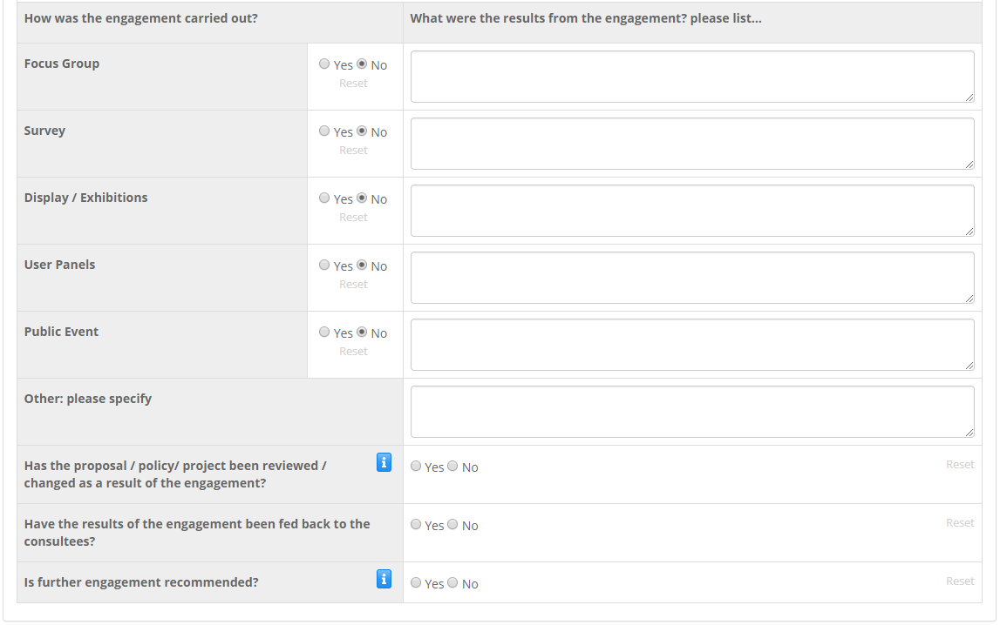 How was the engagement carried out? What were the results from the engagement? please list...
Focus Group Yes No
Reset
Survey Yes No
Reset
Display / Exhibitions Yes No
Reset
User Panels Yes No
Reset
Public Event Yes No
Reset
Other: please specify
Has the proposal / policy/ project been reviewed / i Yes No Reset
changed as a result of the engagement?
Have the results of the engagement been fed back to the Yes No Reset
consultees?
Is further engagement recommended? i Yes No Reset